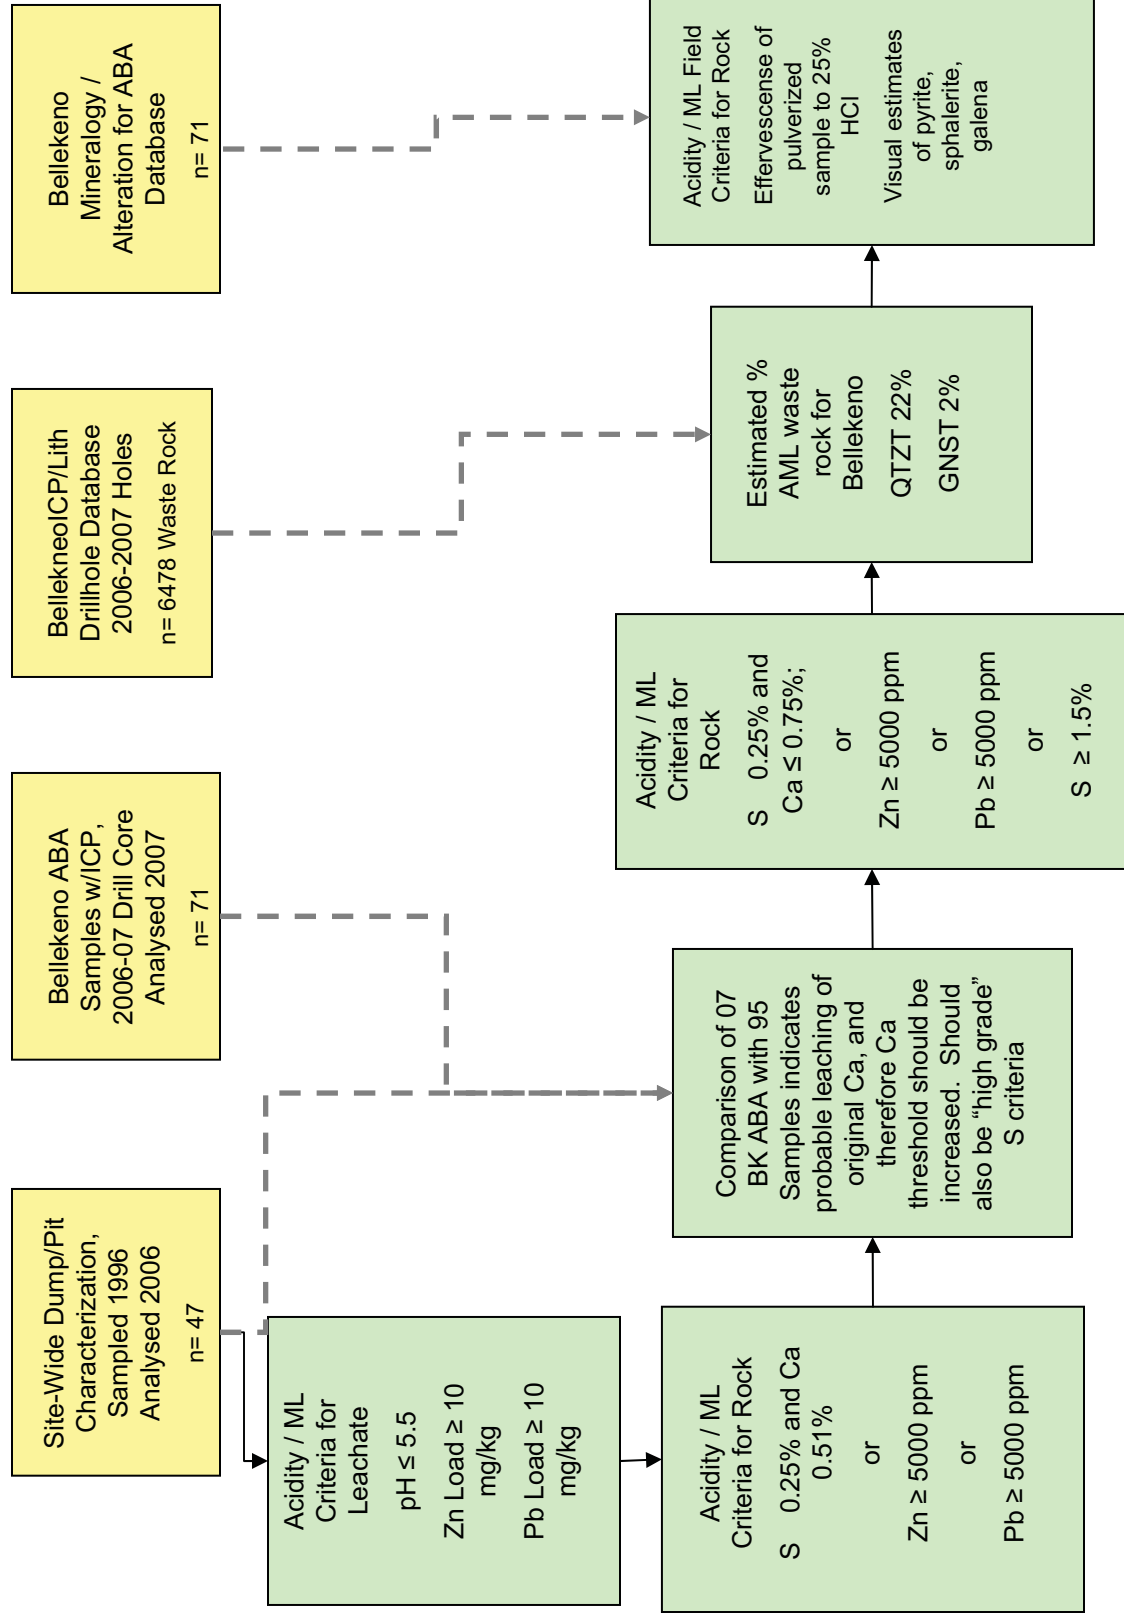 Site-Wide Dump/Pit
Characterization,
Sampled 1996
Analysed 2006
n= 47
Bellekeno ABA
Samples w/ICP,
2006-07 Drill Core
Analysed 2007
n= 71
BellekneoICP/Lith
Drillhole Database
2006-2007 Holes
n= 6478 Waste Rock
Bellekeno
Mineralogy /
Alteration for ABA
Database
n= 71
Acidity / ML
Criteria for
Leachate
pH ≤ 5.5
Zn Load ≥ 10
mg/kg
Pb Load ≥ 10
mg/kg
Acidity / ML
Criteria for Rock
S 0.25% and Ca
0.51%
or
Zn ≥ 5000 ppm
or
Pb ≥ 5000 ppm
Comparison of 07
BK ABA with 95
Samples indicates
probable leaching of
original Ca, and
therefore Ca
threshold should be
increased. Should
also be “high grade”
S criteria
Acidity / ML
Criteria for
Rock
S 0.25% and
Ca ≤ 0.75%;
or
Zn ≥ 5000 ppm
or
Pb ≥ 5000 ppm
or
S ≥ 1.5%
Estimated %
AML waste
rock for
Bellekeno
QTZT 22%
GNST 2%
Acidity / ML Field
Criteria for Rock
Effervescense of
pulverized
sample to 25%
HCl
Visual estimates
of pyrite,
sphalerite,
galena